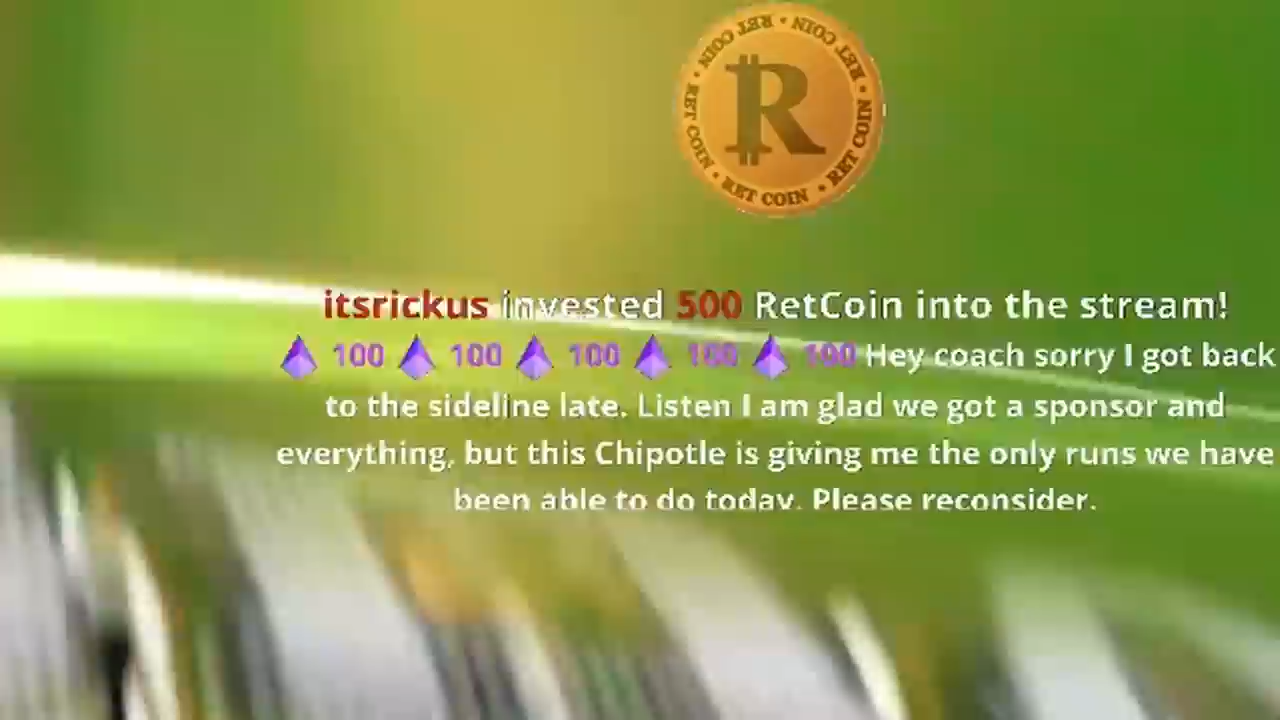 RET COIN • RET COIN • RET COIN • RET COIN • RET COIN •
R
itsrickus invested 500 RetCoin into the stream!
100 100 100 100 100 Hey coach sorry I got back
to the sideline late. Listen I am glad we got a sponsor and
everything, but this Chipotle is giving me the only runs we have
been able to do today. Please reconsider.